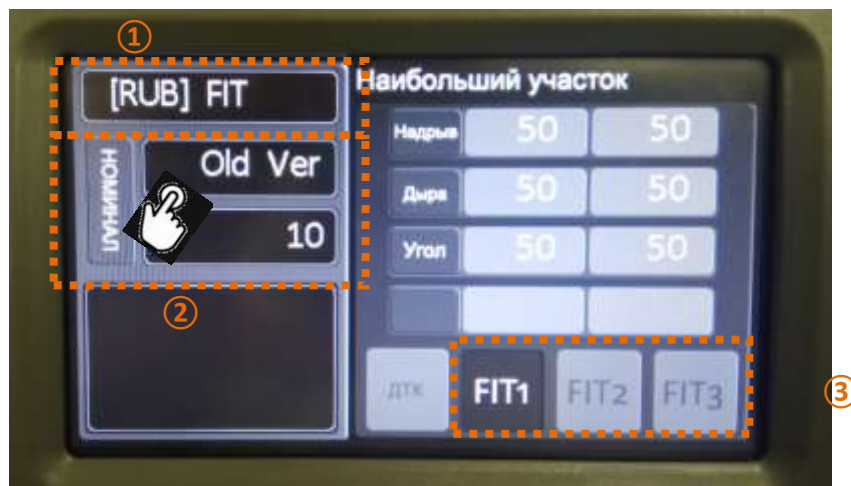 ①
[RUB] FIT
НОМИНАЛ
Old Ver
10
②
Наибольший участок
Надрыв 50 50
Дыра 50 50
Угол 50 50
ДТК FIT1 FIT2 FIT3
③